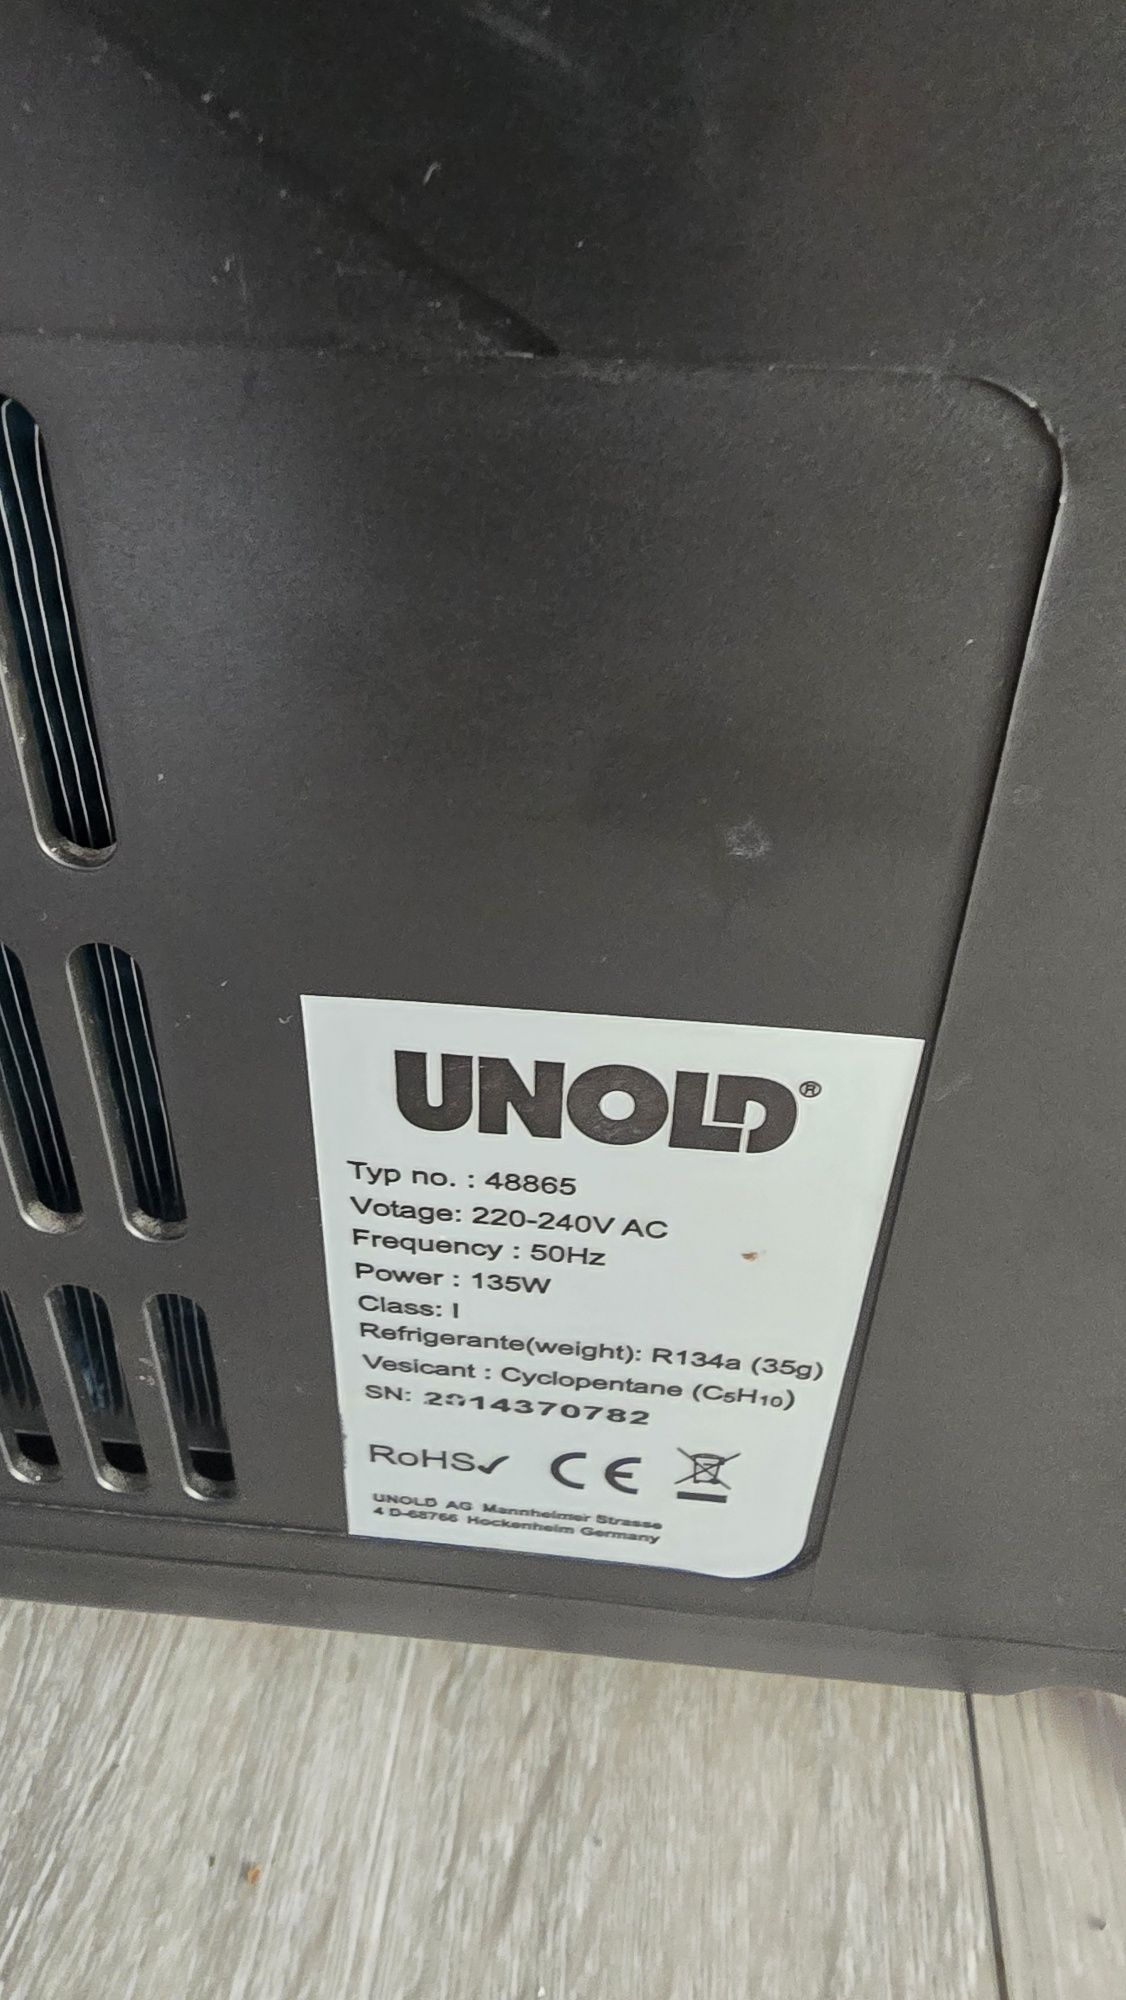 UNOLD®
Typ no. : 48865
Votage: 220-240V AC
Frequency : 50Hz
Power : 135W
Class: I
Refrigerante(weight): R134a (35g)
Vesicant : Cyclopentane (C5H10)
SN: 2014370782
RoHS✓ CE
UNOLD AG Mannheimer Strasse
4 D-68766 Hockenheim Germany